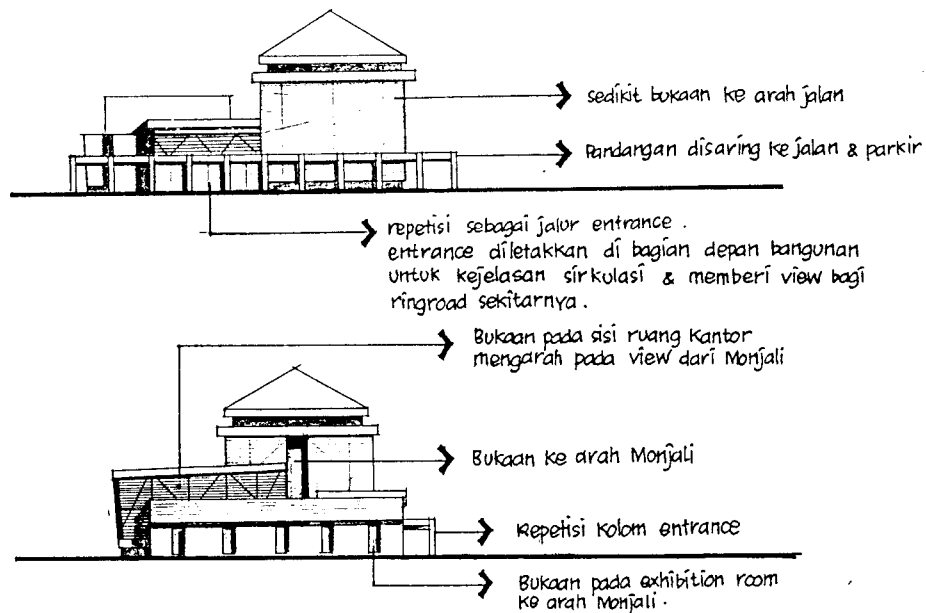 sedikit bukaan ke arah jalan
Pandangan disaring ke jalan & parkir
repetisi sebagai jalur entrance.
entrance diletakkan di bagian depan bangunan
untuk kejelasan sirkulasi & memberi view bagi
ringroad sekitarnya.
Bukaan pada sisi ruang Kantor
mengarah pada view dari Monjali
Bukaan ke arah Monjali
Repetisi Kolom entrance
Bukaan pada exhibition room
ke arah Monjali.